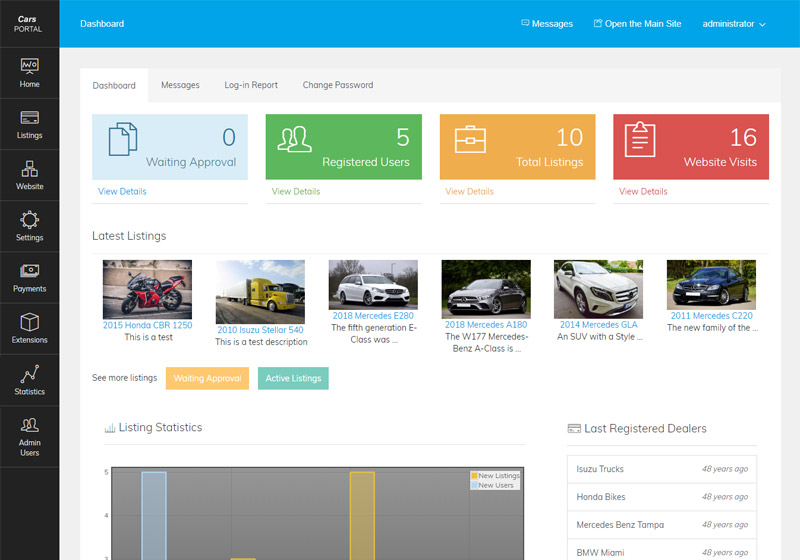 Cars
PORTAL
Dashboard
Messages
Open the Main Site
administrator
Home
Listings
Website
Settings
Payments
Extensions
Statistics
Admin
Users
Dashboard
Messages
Log-in Report
Change Password
0
Waiting Approval
View Details
5
Registered Users
View Details
10
Total Listings
View Details
16
Website Visits
View Details
Latest Listings
2015 Honda CBR 1250
This is a test
2010 Isuzu Stellar 540
This is a test description
2018 Mercedes E280
The fifth generation E-
Class was ...
2018 Mercedes A180
The W177 Mercedes-
Benz A-Class is ...
2014 Mercedes GLA
An SUV with a Style ...
2011 Mercedes C220
The new family of the ...
See more listings
Waiting Approval
Active Listings
Listing Statistics
5
4
3
New Listings
New Users
Last Registered Dealers
Isuzu Trucks 48 years ago
Honda Bikes 48 years ago
Mercedes Benz Tampa 48 years ago
BMW Miami 48 years ago